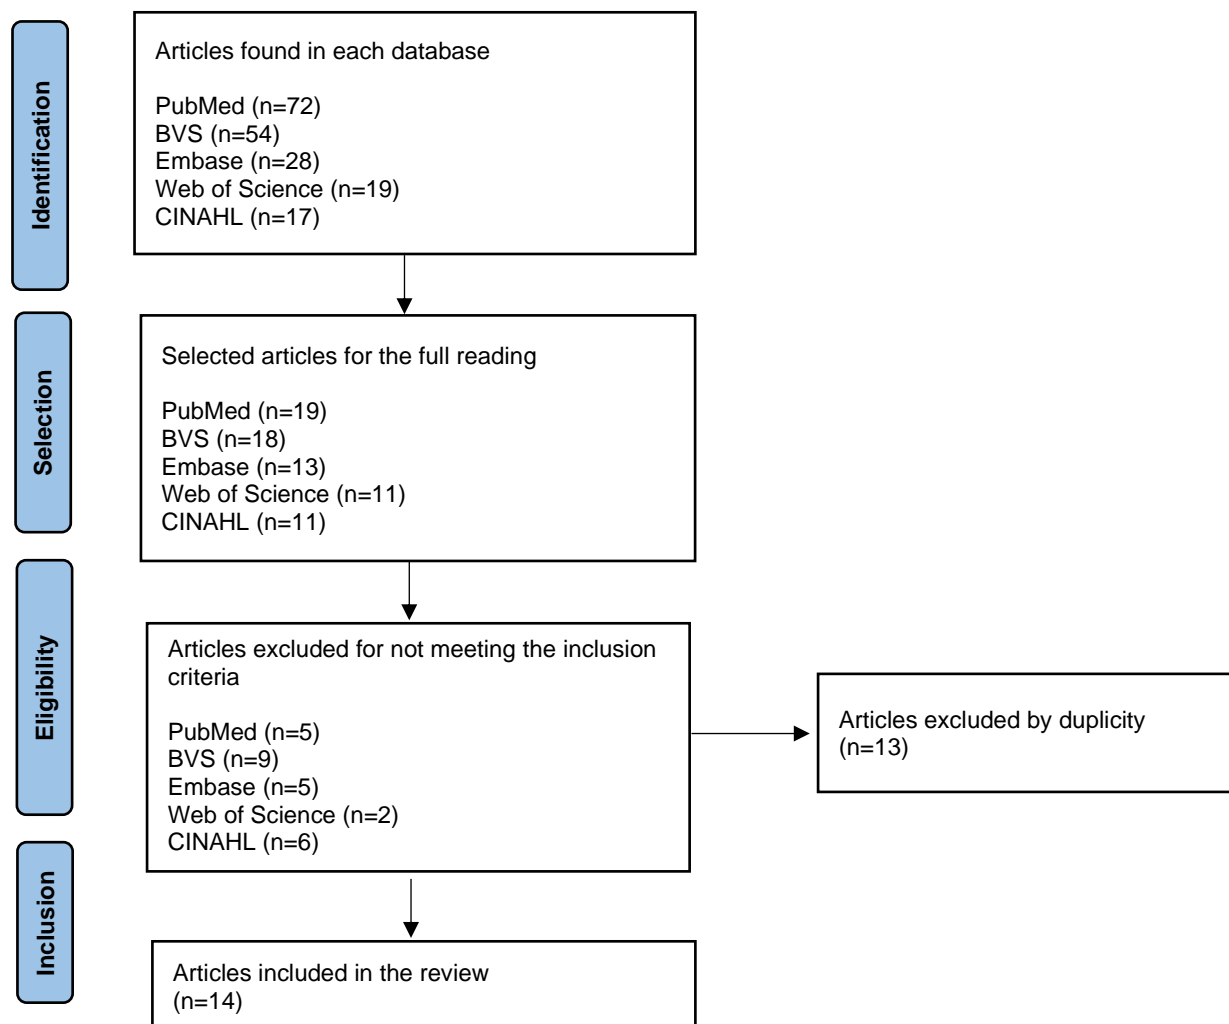 Identification
Articles found in each database
PubMed (n=72)
BVS (n=54)
Embase (n=28)
Web of Science (n=19)
CINAHL (n=17)
Selection
Selected articles for the full reading
PubMed (n=19)
BVS (n=18)
Embase (n=13)
Web of Science (n=11)
CINAHL (n=11)
Eligibility
Articles excluded for not meeting the inclusion
criteria
PubMed (n=5)
BVS (n=9)
Embase (n=5)
Web of Science (n=2)
CINAHL (n=6)
Articles excluded by duplicity
(n=13)
Inclusion
Articles included in the review
(n=14)